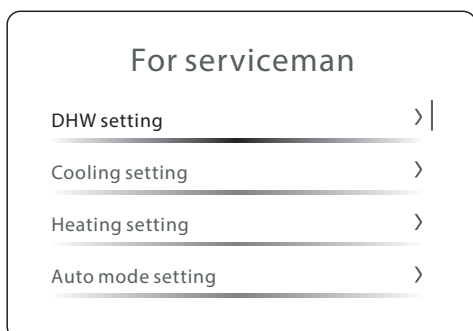 For serviceman
DHW setting
Cooling setting
Heating setting
Auto mode setting